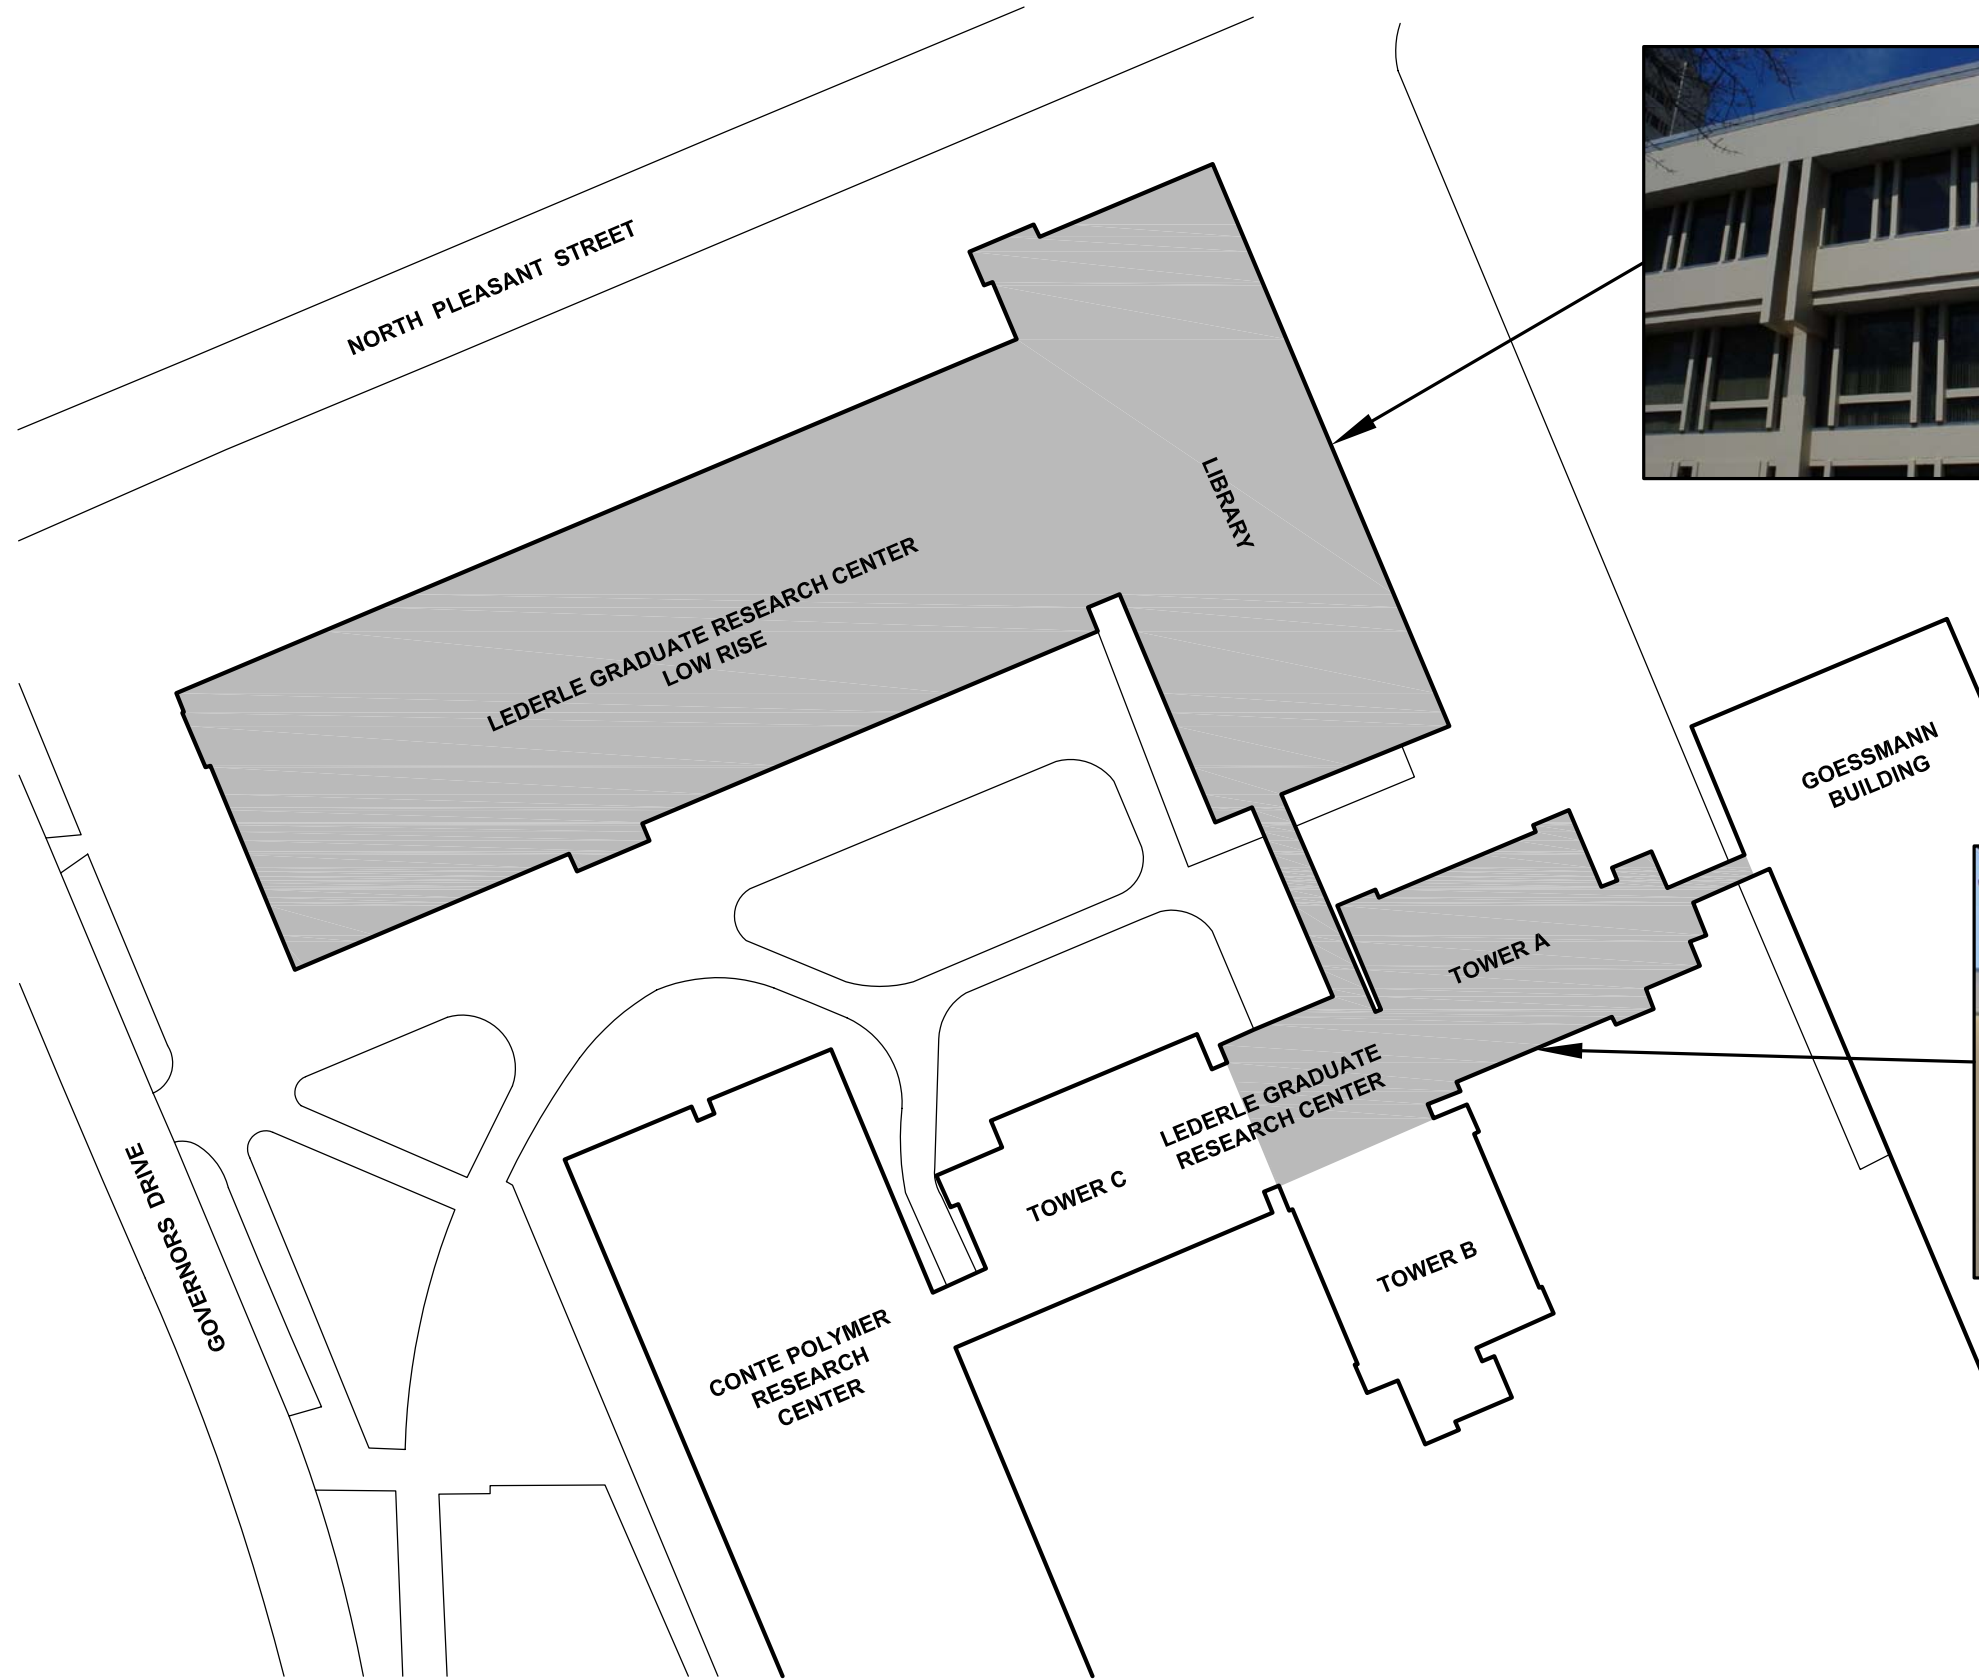 NORTH PLEASANT STREET
LIBRARY
LEDERLE GRADUATE RESEARCH CENTER
LOW RISE
GOESSMANN
BUILDING
TOWER A
LEDERLE GRADUATE
RESEARCH CENTER
TOWER C
TOWER B
GOVERNORS DRIVE
CONTE POLYMER
RESEARCH
CENTER